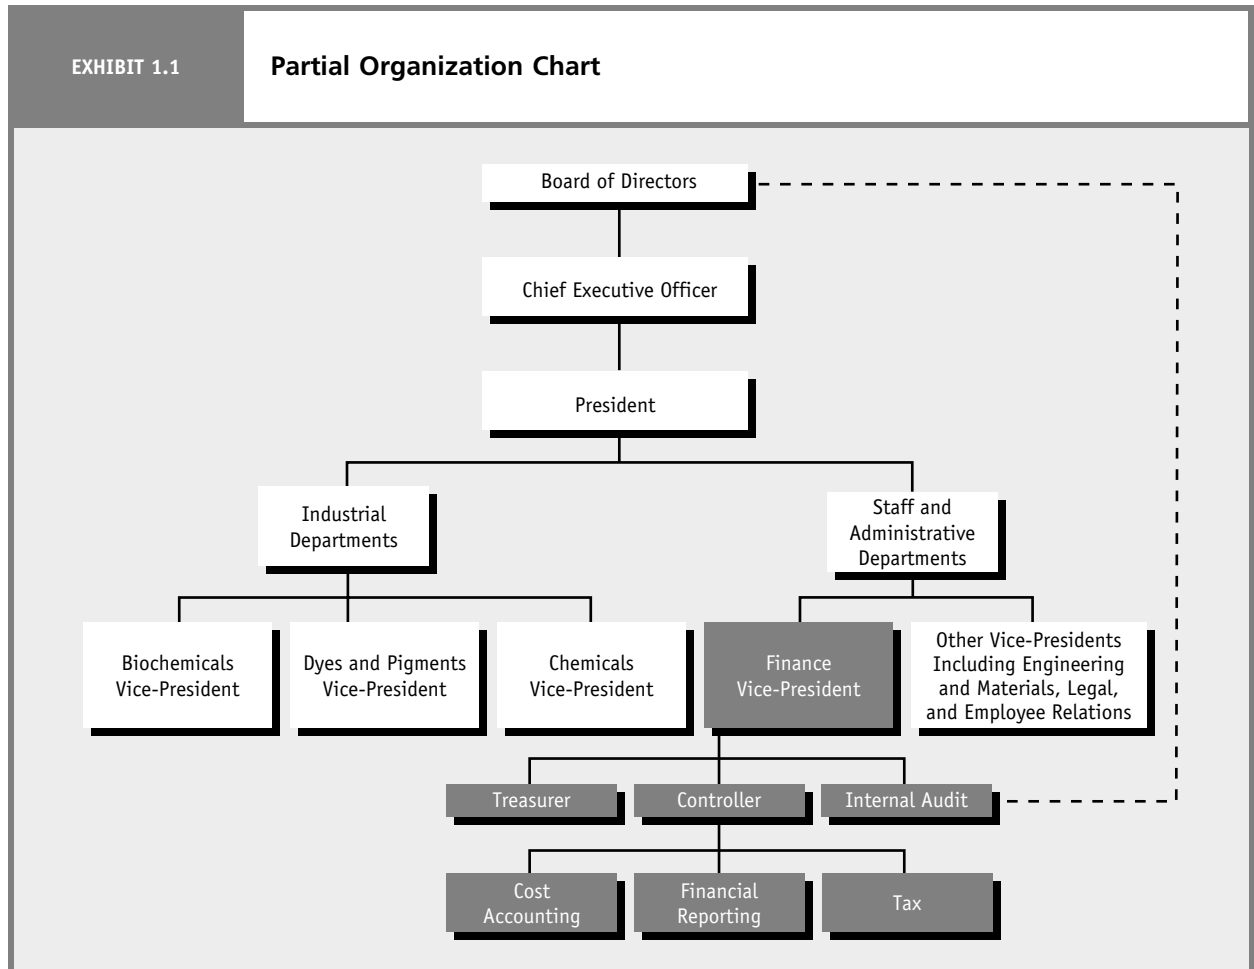 EXHIBIT 1.1
Partial Organization Chart
Board of Directors
Chief Executive Officer
President
Industrial
Departments
Staff and
Administrative
Departments
Biochemicals
Vice-President
Dyes and Pigments
Vice-President
Chemicals
Vice-President
Finance
Vice-President
Other Vice-Presidents
Including Engineering
and Materials, Legal,
and Employee Relations
Treasurer
Controller
Internal Audit
Cost
Accounting
Financial
Reporting
Tax